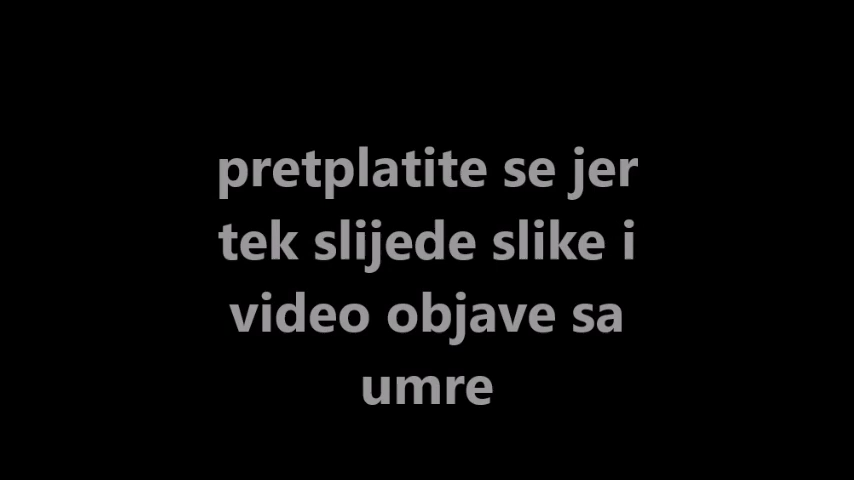 pretplatite se jer
tek slijede slike i
video objave sa
umre